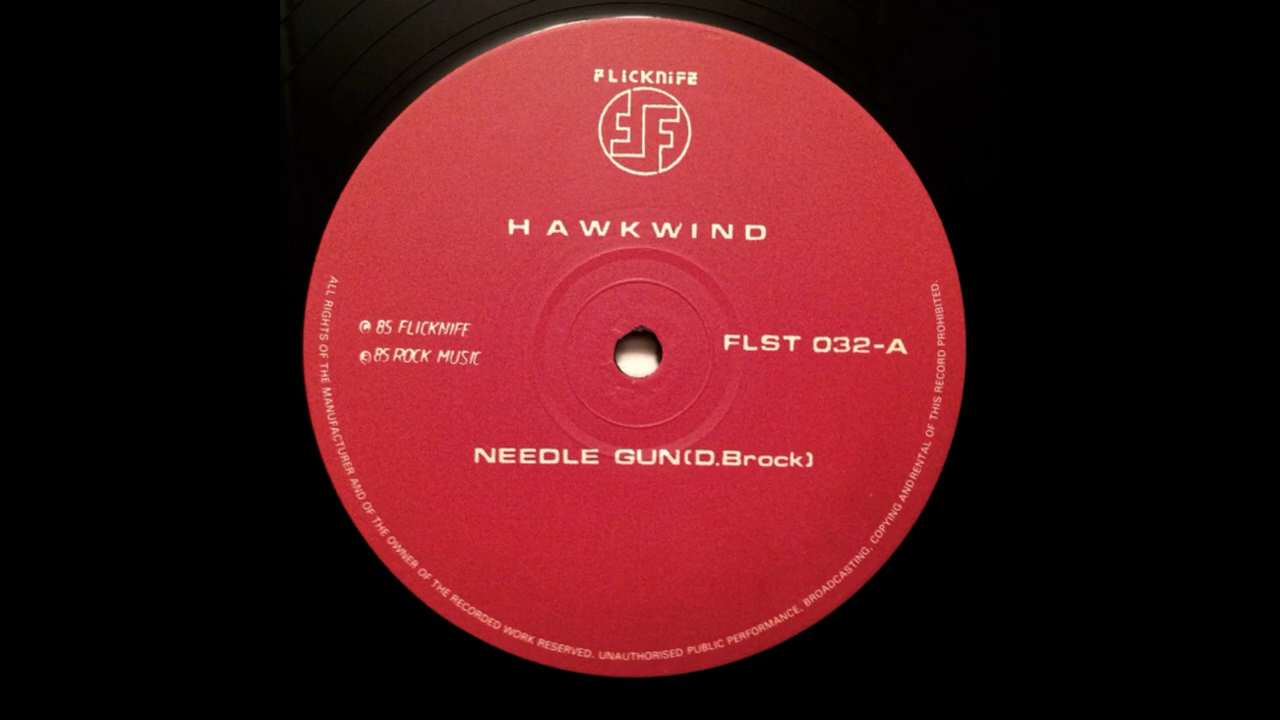 FLICKNIFE
HAWKWIND
℗ 85 FLICKNIFE
© 85 ROCK MUSIC
FLST 032-A
NEEDLE GUN(D.Brock)
ALL RIGHTS OF THE MANUFACTURER AND OF THE OWNER OF THE RECORDED WORK RESERVED. UNAUTHORISED PUBLIC PERFORMANCE, BROADCASTING, COPYING AND RENTAL OF THIS RECORD PROHIBITED.